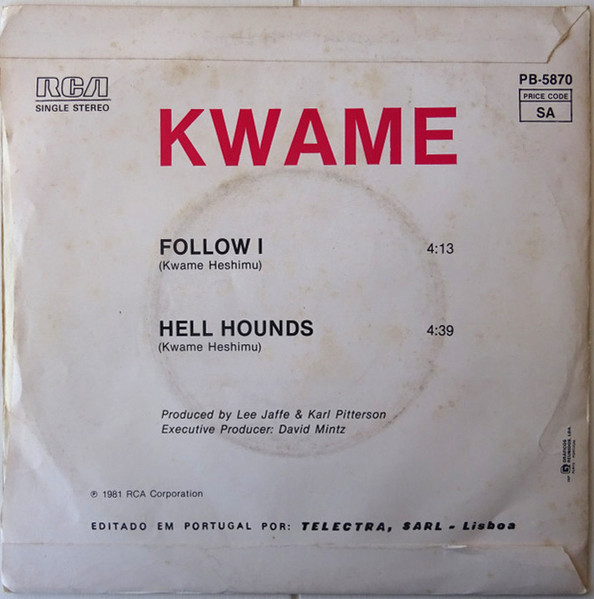 RCA
SINGLE STEREO
PB-5870
PRICE CODE
SA
KWAME
FOLLOW I 4:13
(Kwame Heshimu)
HELL HOUNDS 4:39
(Kwame Heshimu)
Produced by Lee Jaffe & Karl Pitterson
Executive Producer: David Mintz
℗ 1981 RCA Corporation
EDITADO EM PORTUGAL POR: TELECTRA, SARL - Lisboa